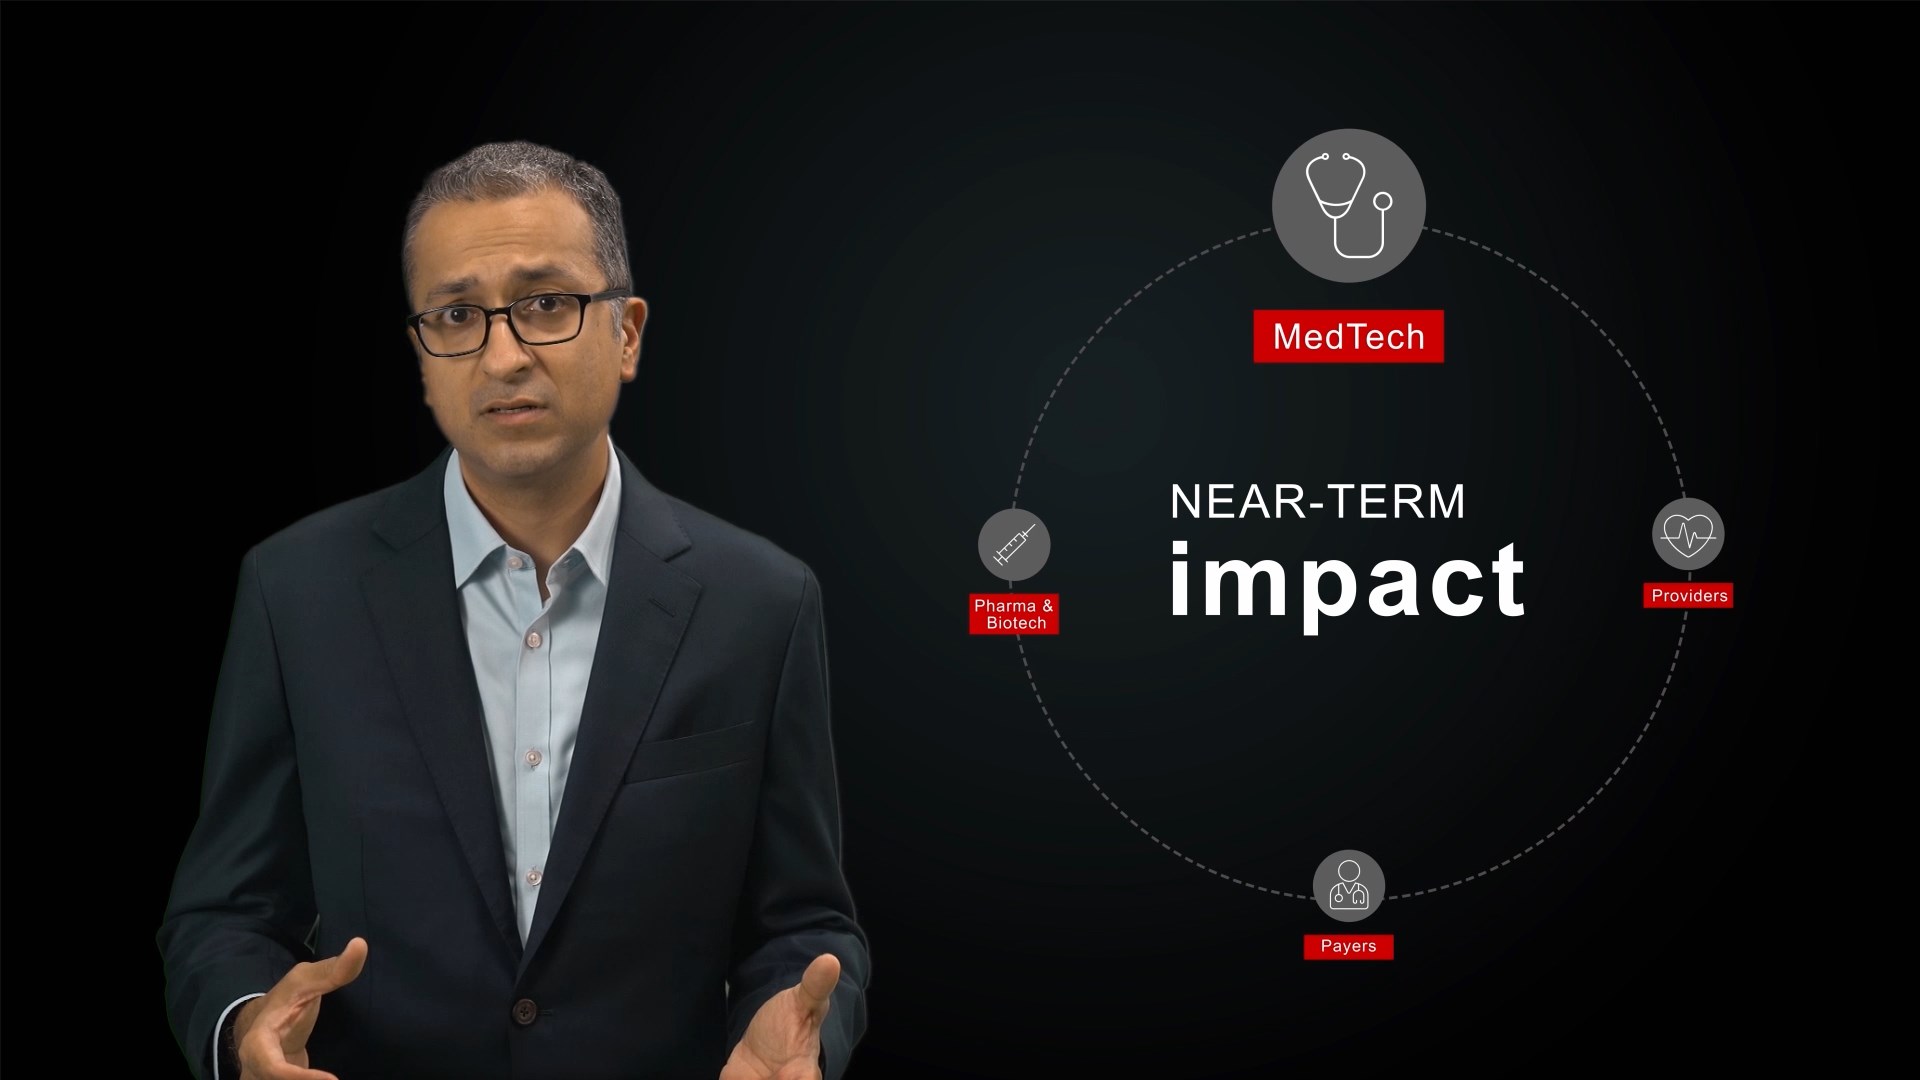 MedTech
NEAR-TERM
impact
Pharma &
Biotech
Providers
Payers